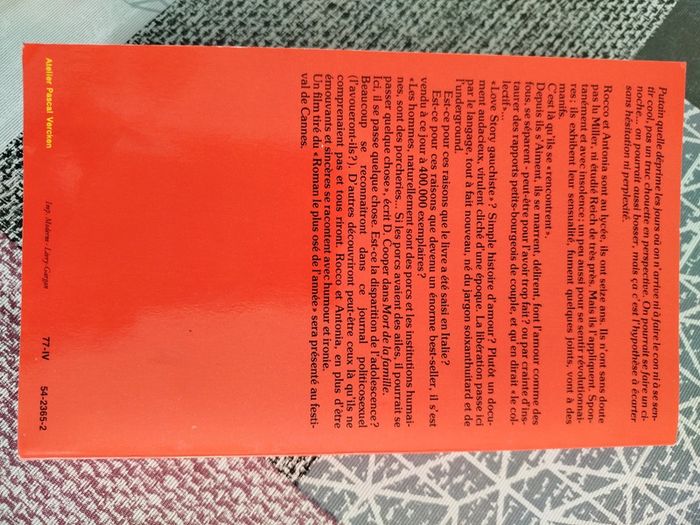 Putain quelle déprime les jours où on n'arrive ni à faire le con ni à se sen-
tir cool, pas un truc chouette en perspective. On pourrait se faire un ci-
noche... on pourrait aussi bosser, mais ça c'est l'hypothèse à écarter
sans hésitation ni perplexité.
Rocco et Antonia sont au lycée, ils ont seize ans. Ils n'ont sans doute
pas lu Miller, ni étudié Reich de très près. Mais ils l'appliquent. Spon-
tanément et avec insolence; un peu aussi pour se sentir révolutionnai-
res: ils exhibent leur sensualité, fument quelques joints, vont à des
manifs.
C'est là qu'ils se «rencontrent».
Depuis ils s'Aiment, ils se marrent, délirent, font l'amour comme des
fous, se séparent - peut-être pour l'avoir trop fait? ou par crainte d'ins-
taurer des rapports petits-bourgeois de couple, et qu'en dirait «le col-
lectif».
«Love Story gauchiste»? Simple histoire d'amour? Plutôt un docu-
ment audacieux, virulent cliché d'une époque. La libération passe ici
par le langage, tout à fait nouveau, né du jargon soixanthuitard et de
l'underground.
Est-ce pour ces raisons que le livre a été saisi en Italie?
Est-ce pour ces raisons que devenu un énorme best-seller, il s'est
vendu à ce jour à 400 000 exemplaires?
«Les hommes, naturellement sont des porcs et les institutions humai-
nes, sont des porcheries... Si les porcs avaient des ailes, il pourrait se
passer quelque chose», écrit D. Cooper dans Mort de la famille.
Ici, il se passe quelque chose. Est-ce la disparition de l'adolescence?
Beaucoup se reconnaîtront dans ce journal politicosexuel
(l'avoueront-ils?). D'autres découvriront peut-être ceux là qu'ils ne
comprenaient pas et tous riront. Rocco et Antonia, en plus d'être
émouvants et sincères se racontent avec humour et ironie.
Un film tiré du «Roman le plus osé de l'année» sera présenté au festi-
val de Cannes.
Imp. Moderne - Lörry-Gargan
77-IV
54-2365-2
Atelier Pascal Vercken